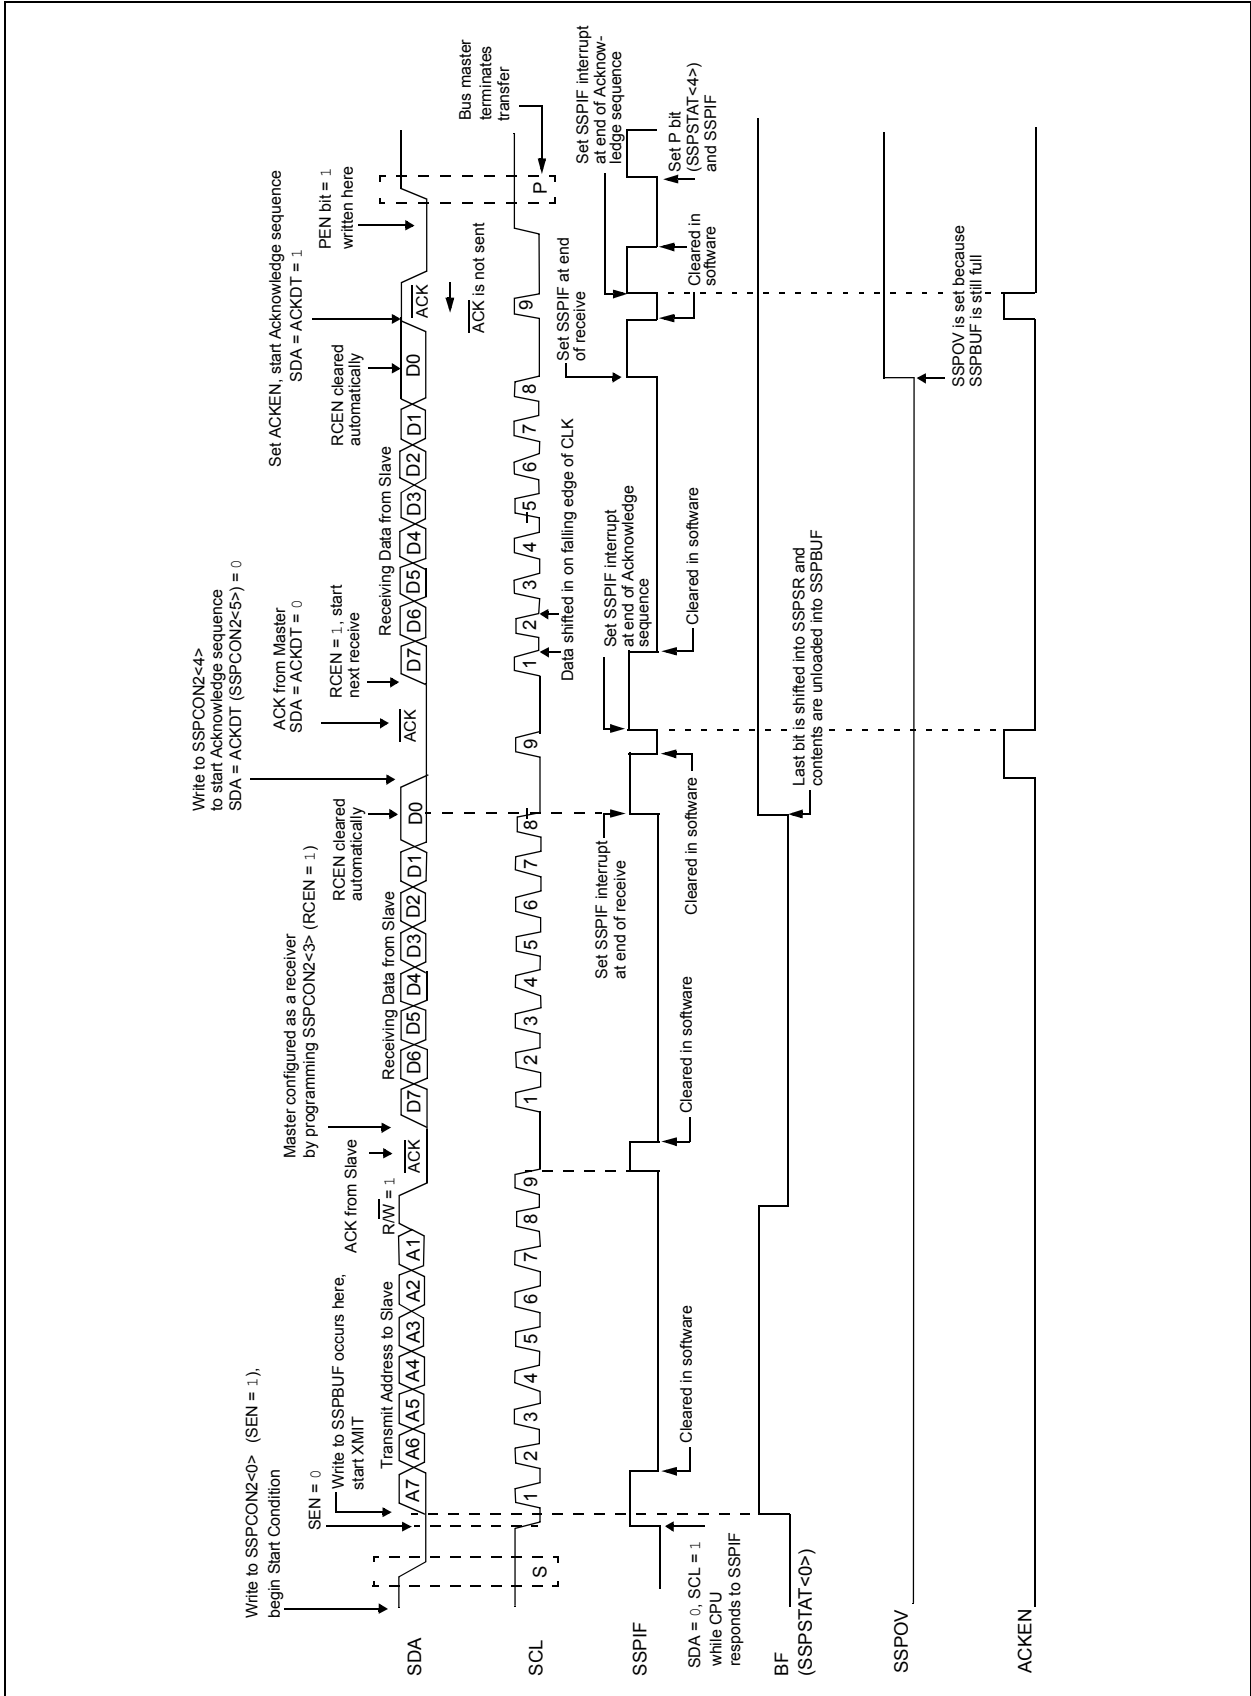 Write to SSPCON2<0> (SEN = 1),
begin Start Condition
SEN = 0
Write to SSPBUF occurs here,
start XMIT
Transmit Address to Slave
R/W = 1
ACK from Slave
Master configured as a receiver
by programming SSPCON2<3> (RCEN = 1)
Receiving Data from Slave
RCEN cleared
automatically
Write to SSPCON2<4>
to start Acknowledge sequence
SDA = ACKDT (SSPCON2<5>) = 0
ACK from Master
SDA = ACKDT = 0
RCEN = 1, start
next receive
Receiving Data from Slave
RCEN cleared
automatically
Set ACKEN, start Acknowledge sequence
SDA = ACKDT = 1
PEN bit = 1
written here
SDA
A7 A6 A5 A4 A3 A2 A1 ACK D7 D6 D5 D4 D3 D2 D1 D0 ACK D7 D6 D5 D4 D3 D2 D1 D0 ACK
ACK is not sent
Bus master
terminates
transfer
SCL
S 1 2 3 4 5 6 7 8 9 1 2 3 4 5 6 7 8 9 1 2 3 4 5 6 7 8 9 P
Data shifted in on falling edge of CLK
Set SSPIF interrupt
at end of receive
Set SSPIF interrupt
at end of Acknowledge
sequence
Set SSPIF at end
of receive
Set SSPIF interrupt
at end of Acknow-
ledge sequence
SSPIF
SDA = 0, SCL = 1
while CPU
responds to SSPIF
Cleared in software
Cleared in software
Cleared in software
Cleared in software
Cleared in
software
Set P bit
(SSPSTAT<4>)
and SSPIF
BF
(SSPSTAT<0>)
Last bit is shifted into SSPSR and
contents are unloaded into SSPBUF
SSPOV
SSPOV is set because
SSPBUF is still full
ACKEN